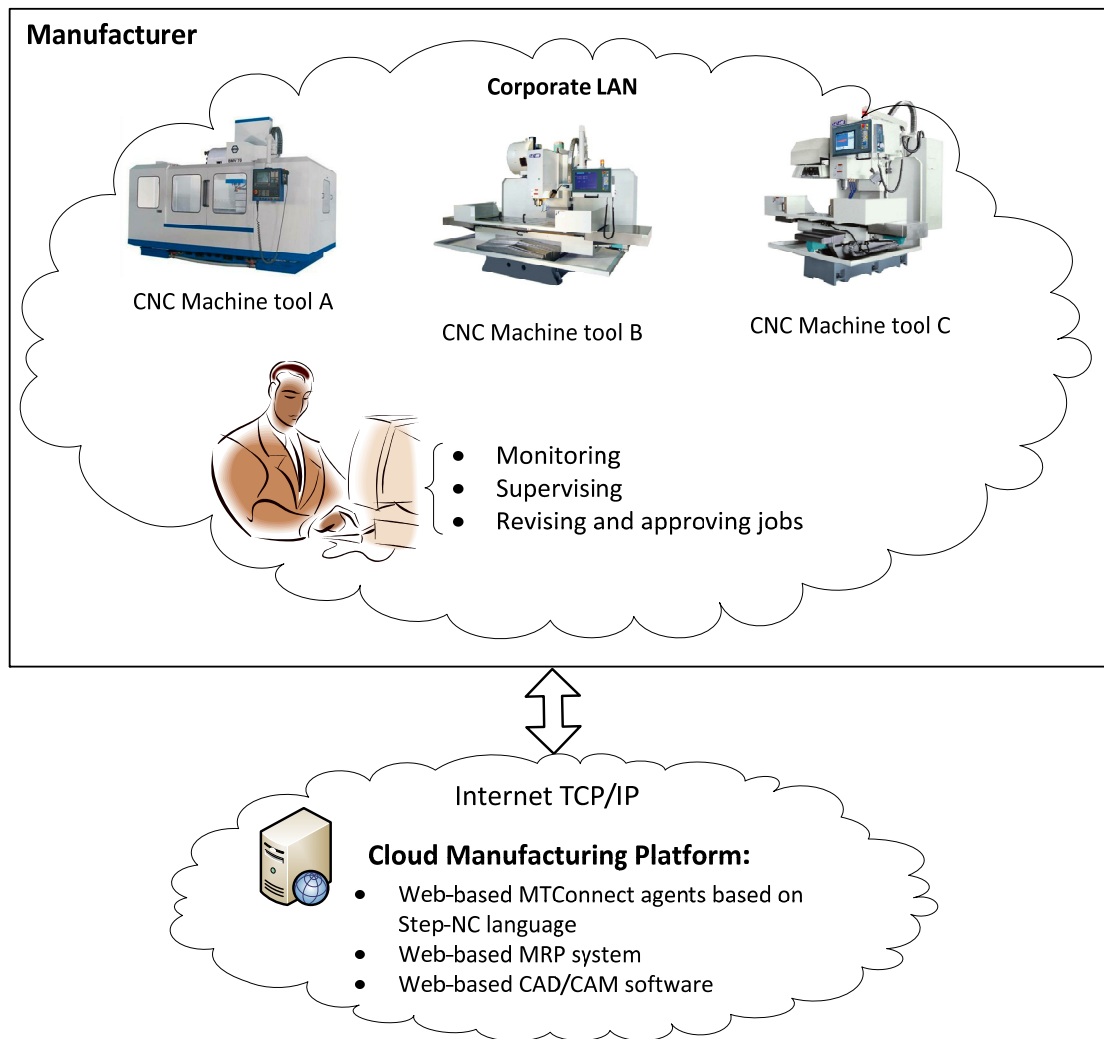 Manufacturer
Corporate LAN
CNC Machine tool A
CNC Machine tool B
CNC Machine tool C
• Monitoring
• Supervising
• Revising and approving jobs
Internet TCP/IP
Cloud Manufacturing Platform:
• Web-based MTConnect agents based on
Step-NC language
• Web-based MRP system
• Web-based CAD/CAM software